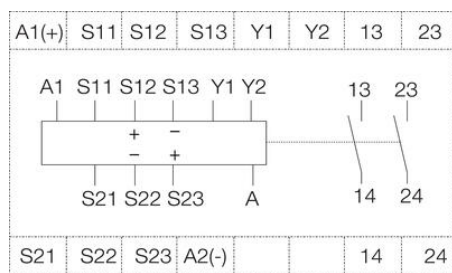 A1(+) S11 S12 S13 Y1 Y2 13 23
A1 S11 S12 S13 Y1 Y2 13 23
+ −
− +
S21 S22 S23 A 14 24
S21 S22 S23 A2(-) 14 24